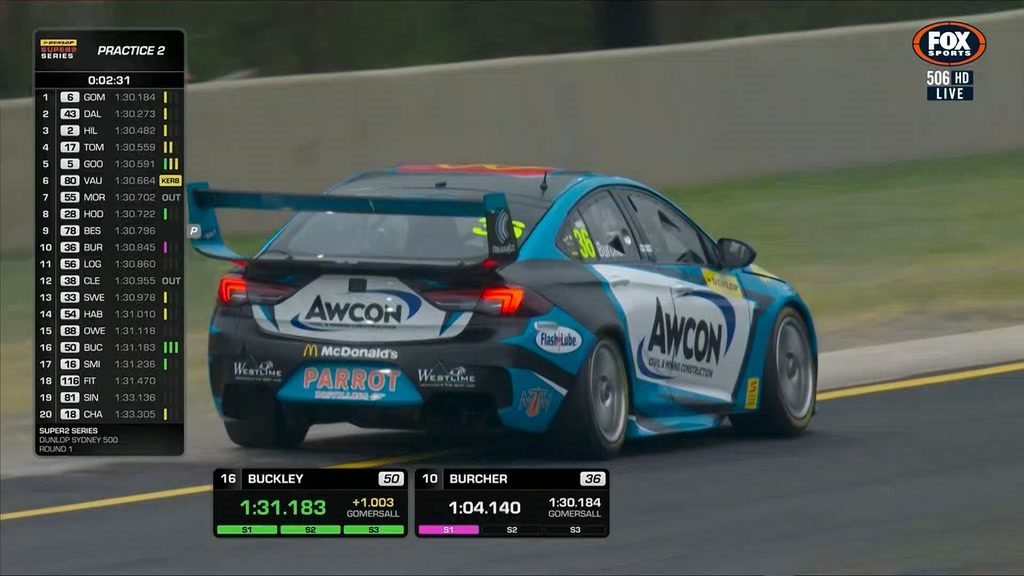 DUNLOP
SUPER2
SERIES
PRACTICE 2
0:02:31
1 6 GOM 1:30.184
2 43 DAL 1:30.273
3 2 HIL 1:30.482
4 17 TOM 1:30.559
5 5 GOO 1:30.591
6 80 VAU 1:30.664 KERB
7 55 MOR 1:30.702 OUT
8 28 HOD 1:30.722
9 78 BES 1:30.796 P
10 36 BUR 1:30.845
11 56 LOG 1:30.860
12 38 CLE 1:30.955 OUT
13 33 SWE 1:30.978
14 54 HAB 1:31.010
15 88 OWE 1:31.118
16 50 BUC 1:31.183
17 16 SMI 1:31.236
18 116 FIT 1:31.470
19 81 SIN 1:33.136
20 18 CHA 1:33.305
SUPER2 SERIES
DUNLOP SYDNEY 500
ROUND 1
FOX
SPORTS
506 HD
LIVE
36
36
DUNLOP
AWCON
AWCON
CIVIL & MINING CONSTRUCTION
FlashLube
McDonald's
WESTLINE
PARROT
DISTILLERY
WESTLINE
16 BUCKLEY 50
1:31.183
+1.003
GOMERSALL
S1 S2 S3
10 BURCHER 36
1:04.140
1:30.184
GOMERSALL
S1 S2 S3